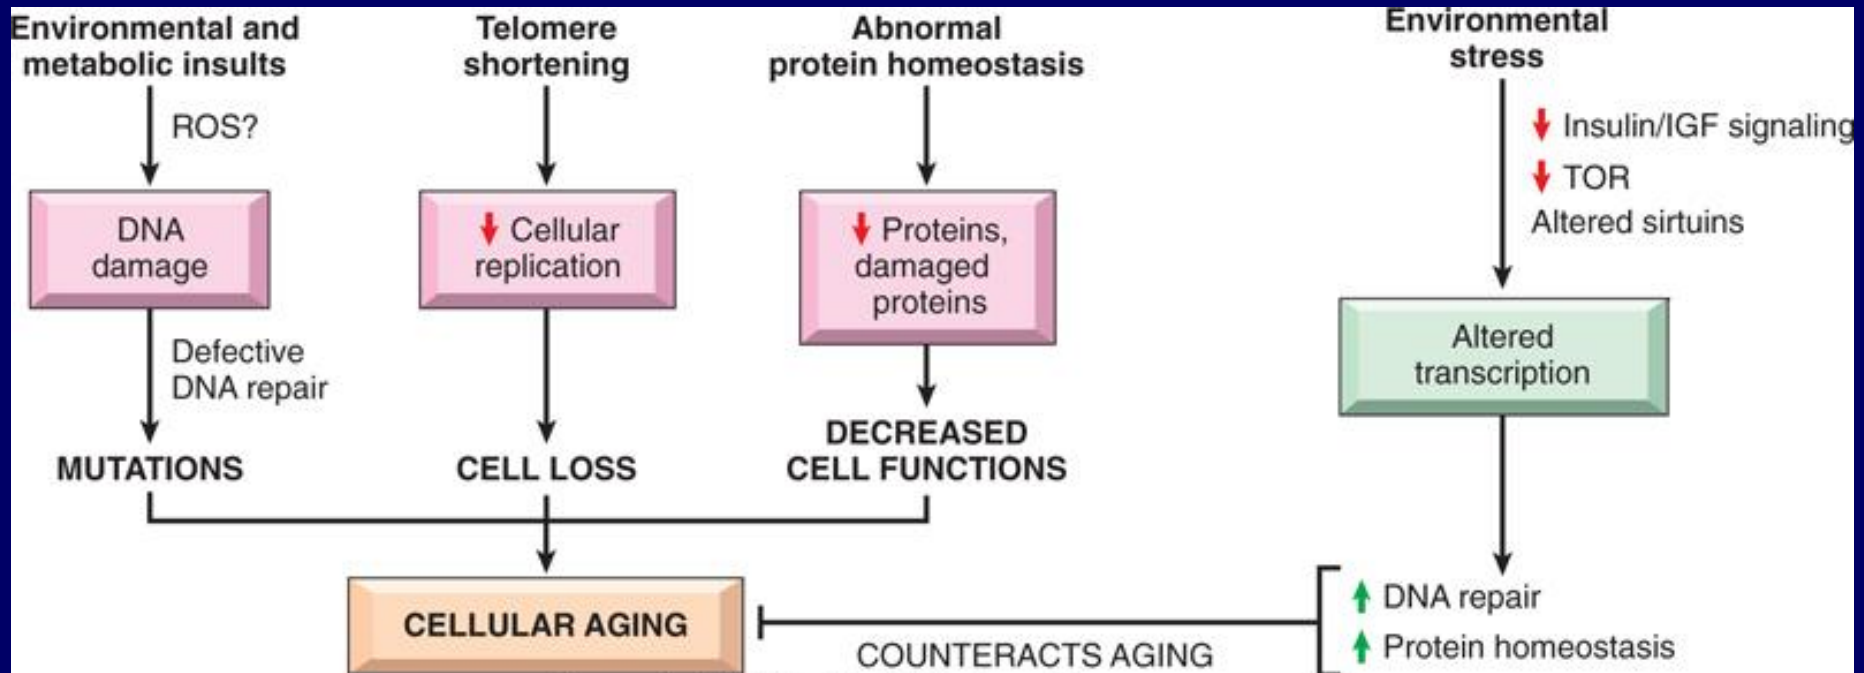 Environmental and
metabolic insults
ROS?
DNA
damage
Defective
DNA repair
MUTATIONS
Telomere
shortening
↓ Cellular
replication
CELL LOSS
Abnormal
protein homeostasis
↓ Proteins,
damaged
proteins
DECREASED
CELL FUNCTIONS
CELLULAR AGING
COUNTERACTS AGING
Environmental
stress
↓ Insulin/IGF signaling
↓ TOR
Altered sirtuins
Altered
transcription
↑ DNA repair
↑ Protein homeostasis